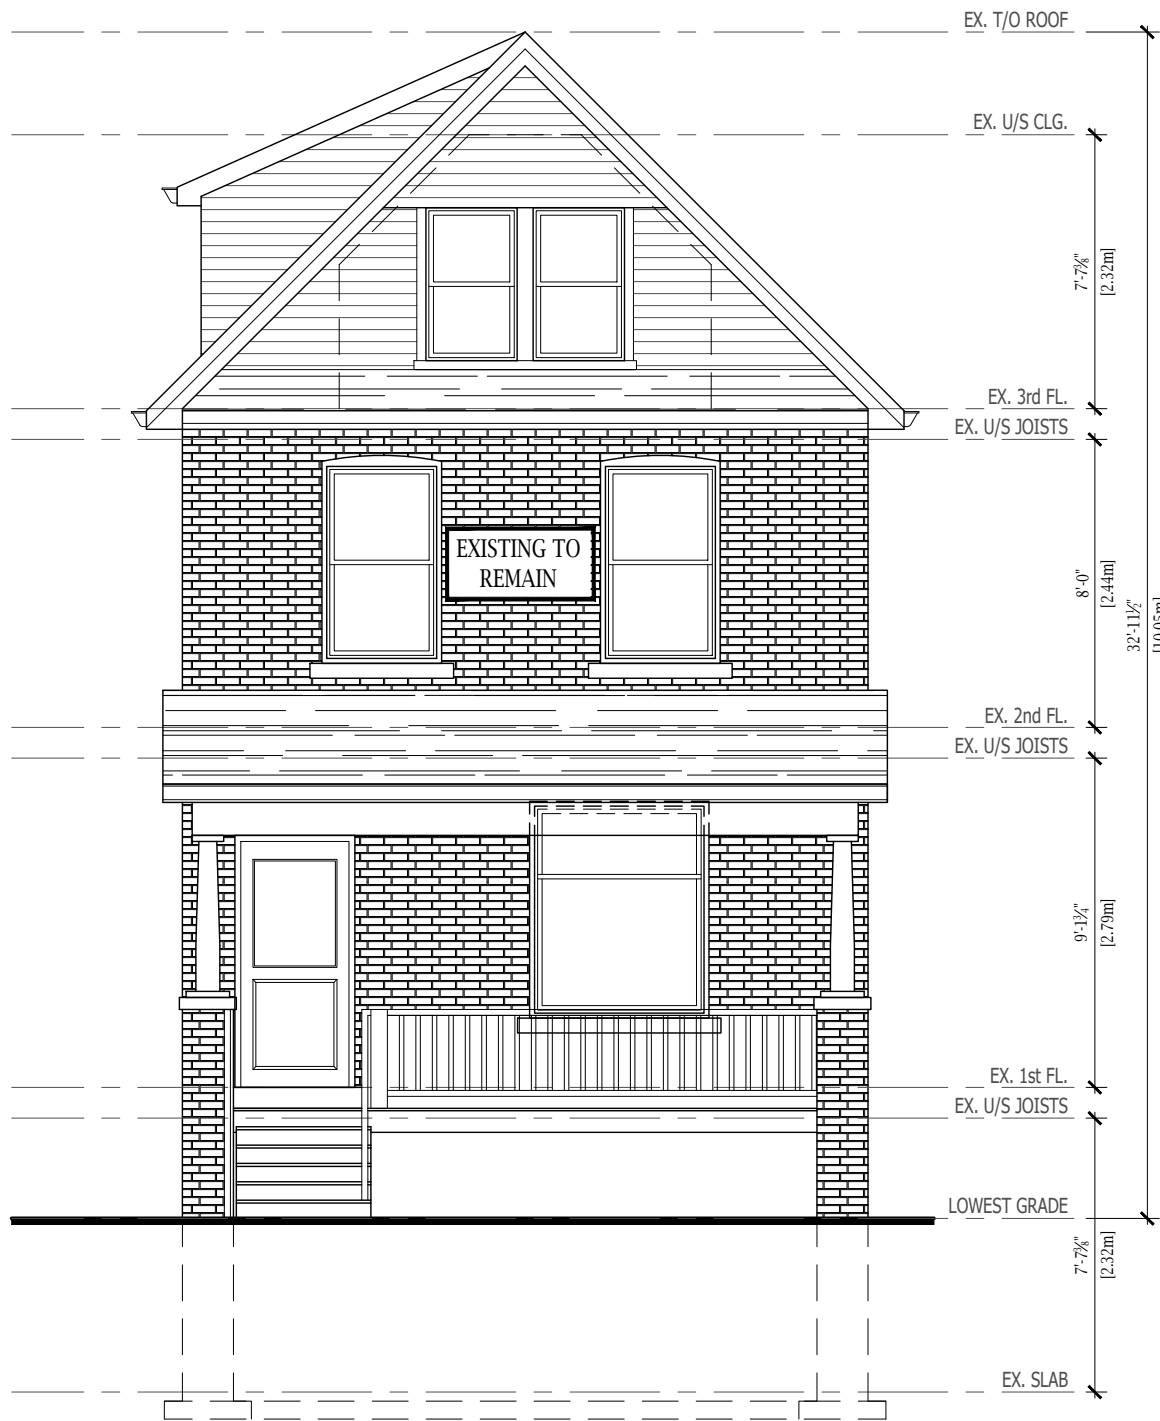 EX. T/O ROOF
EX. U/S CLG.
7'-7⅜"
[2.32m]
EX. 3rd FL.
EX. U/S JOISTS
EXISTING TO
REMAIN
8'-0"
[2.44m]
32'-11½"
[10.05m]
EX. 2nd FL.
EX. U/S JOISTS
9'-1¾"
[2.79m]
EX. 1st FL.
EX. U/S JOISTS
LOWEST GRADE
7'-7⅜"
[2.32m]
EX. SLAB